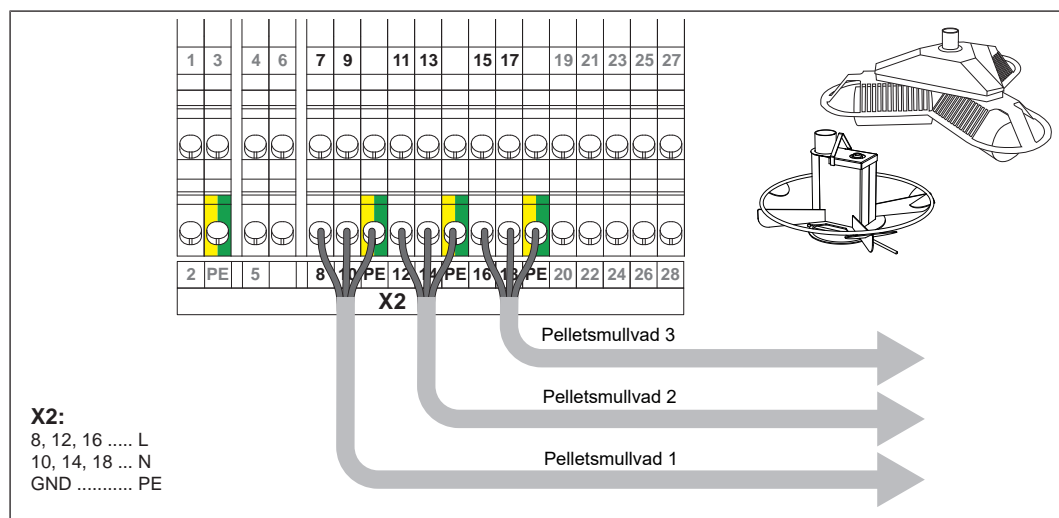 1 3 4 6 7 9 11 13 15 17 19 21 23 25 27
2 PE 5 8 10 PE 12 14 PE 16 18 PE 20 22 24 26 28
X2
Pelletsmullvad 3
Pelletsmullvad 2
Pelletsmullvad 1
X2:
8, 12, 16 ..... L
10, 14, 18 ... N
GND ........... PE